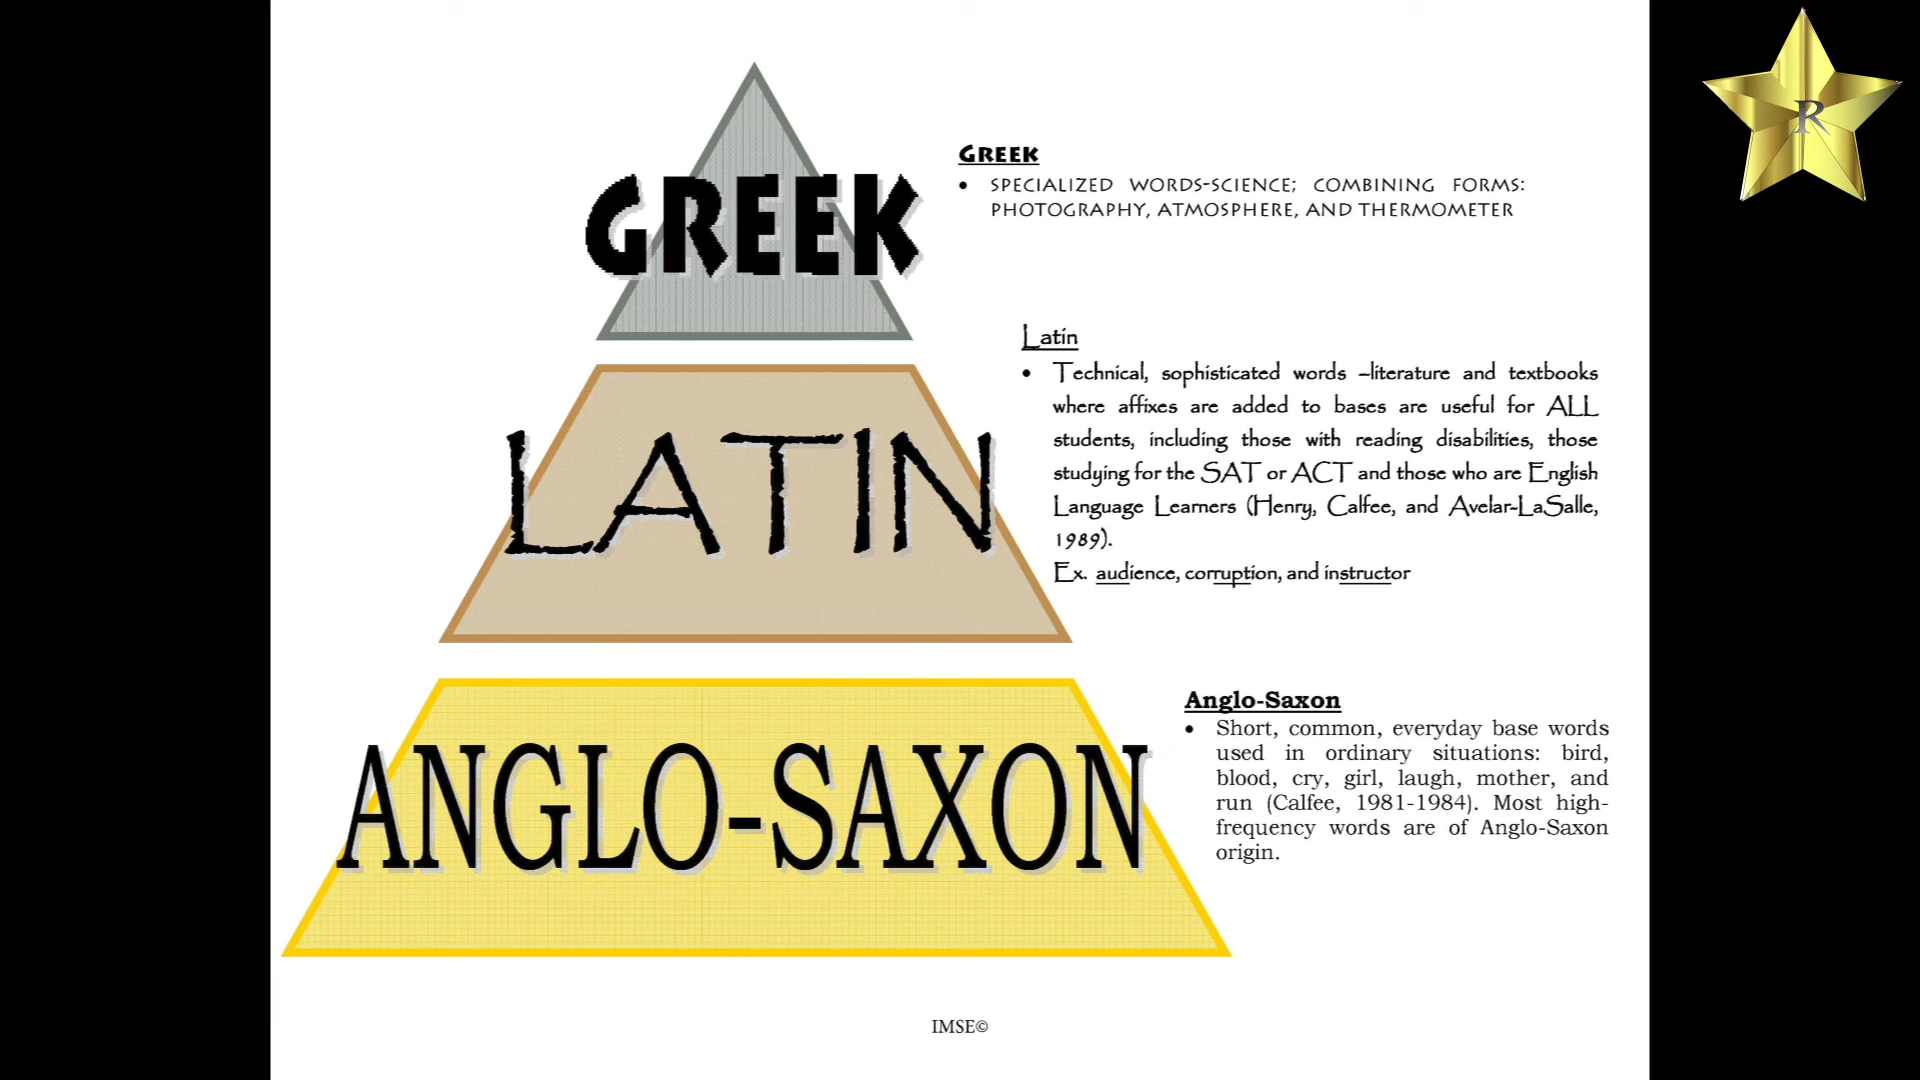 R
GREEK
GREEK
• SPECIALIZED WORDS-SCIENCE; COMBINING FORMS:
PHOTOGRAPHY, ATMOSPHERE, AND THERMOMETER
Latin
• Technical, sophisticated words –literature and textbooks
where affixes are added to bases are useful for ALL
students, including those with reading disabilities, those
studying for the SAT or ACT and those who are English
Language Learners (Henry, Calfee, and Avelar-LaSalle,
1989).
Ex. audience, corruption, and instructor
LATIN
Anglo-Saxon
• Short, common, everyday base words
used in ordinary situations: bird,
blood, cry, girl, laugh, mother, and
run (Calfee, 1981-1984). Most high-
frequency words are of Anglo-Saxon
origin.
ANGLO-SAXON
IMSE©